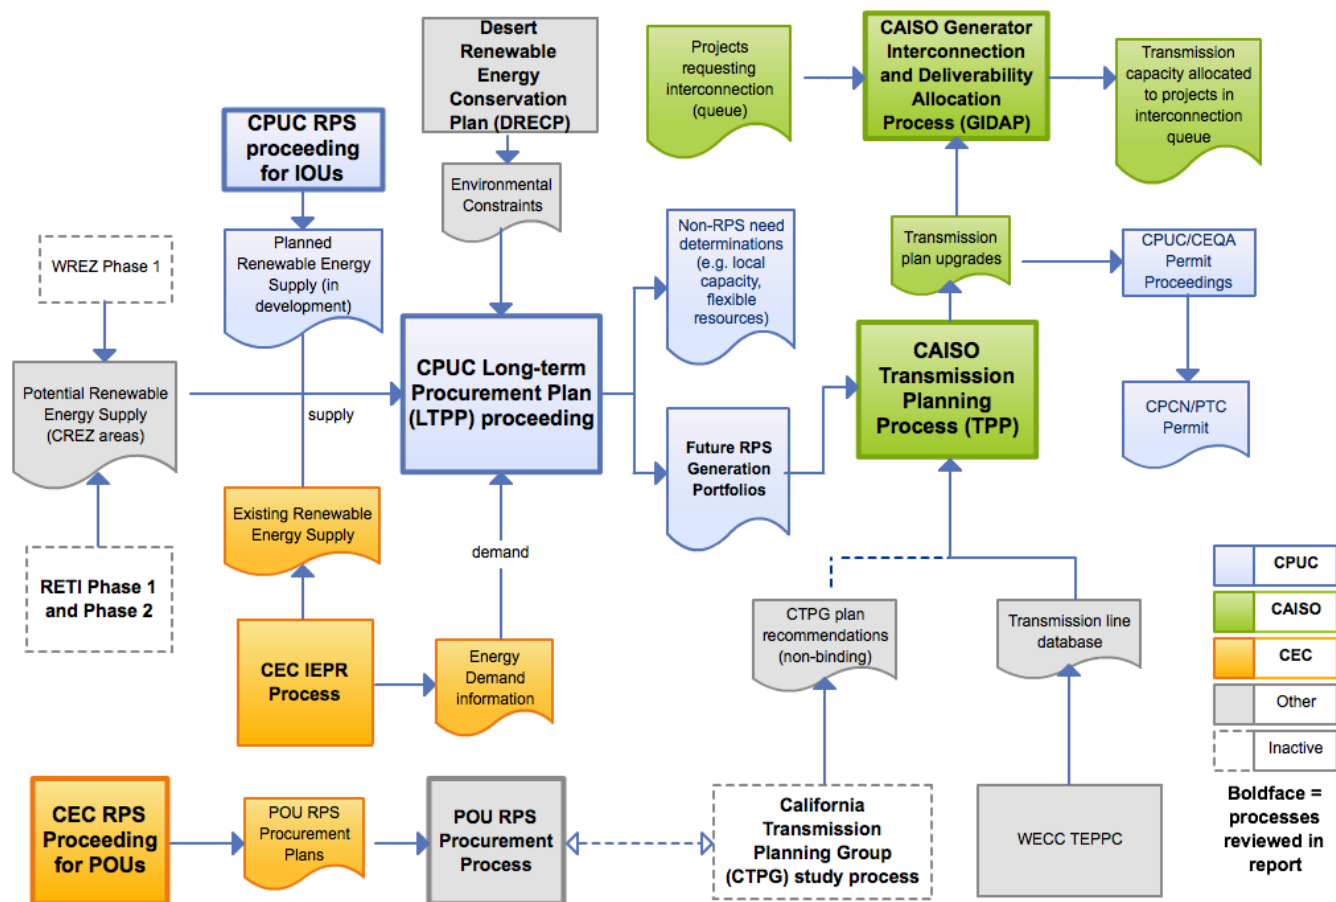 Desert
Renewable
Energy
Conservation
Plan (DRECP)
Projects
requesting
interconnection
(queue)
CAISO Generator
Interconnection
and Deliverability
Allocation
Process (GIDAP)
Transmission
capacity allocated
to projects in
interconnection
queue
CPUC RPS
proceeding
for IOUs
Environmental
Constraints
Planned
Renewable Energy
Supply (in
development)
Non-RPS need
determinations
(e.g. local
capacity,
flexible
resources)
Transmission
plan upgrades
CPUC/CEQA
Permit
Proceedings
WREZ Phase 1
Potential Renewable
Energy Supply
(CREZ areas)
supply
CPUC Long-term
Procurement Plan
(LTPP) proceeding
CAISO
Transmission
Planning
Process (TPP)
CPCN/PTC
Permit
Future RPS
Generation
Portfolios
Existing Renewable
Energy Supply
demand
RETI Phase 1
and Phase 2
CTPG plan
recommendations
(non-binding)
Transmission line
database
CEC IEPR
Process
Energy
Demand
information
CPUC
CAISO
CEC
Other
Inactive
Boldface =
processes
reviewed in
report
CEC RPS
Proceeding
for POUs
POU RPS
Procurement
Plans
POU RPS
Procurement
Process
California
Transmission
Planning Group
(CTPG) study process
WECC TEPPC